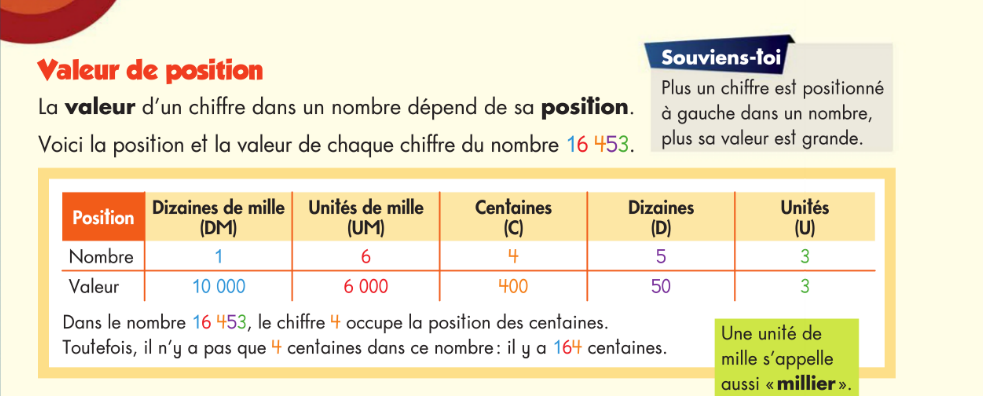 Valeur de position
La valeur d'un chiffre dans un nombre dépend de sa position.
Voici la position et la valeur de chaque chiffre du nombre 16 453.
Souviens-toi
Plus un chiffre est positionné
à gauche dans un nombre,
plus sa valeur est grande.
Position Dizaines de mille (DM) Unités de mille (UM) Centaines (C) Dizaines (D) Unités (U)
Nombre 1 6 4 5 3
Valeur 10 000 6 000 400 50 3
Dans le nombre 16 453, le chiffre 4 occupe la position des centaines.
Toutefois, il n'y a pas que 4 centaines dans ce nombre : il y a 164 centaines.
Une unité de
mille s'appelle
aussi « millier ».